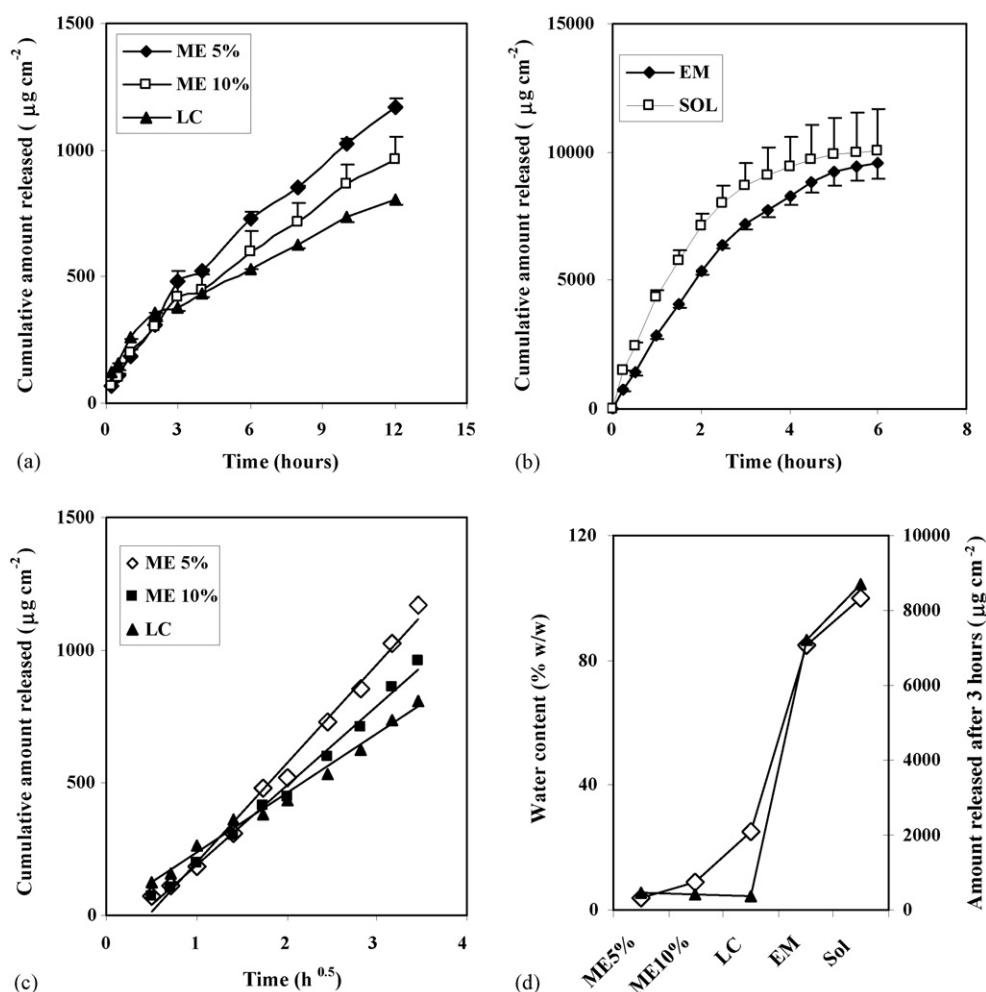 1500
1000
500
0
Cumulative amount released ( µg cm-2 )
ME 5%
ME 10%
LC
0 3 6 9 12 15
Time (hours)
(a)
15000
10000
5000
0
Cumulative amount released ( µg cm-2 )
EM
SOL
0 2 4 6 8
Time (hours)
(b)
1500
1000
500
0
Cumulative amount released (µg cm-2 )
ME 5%
ME 10%
LC
1 2 3 4
Time (h 0.5)
(c)
120
80
40
0
Water content (% w/w)
10000
8000
6000
4000
2000
0
Amount released after 3 hours (µg cm-2 )
ME5%
ME10%
LC
EM
Sol
(d)